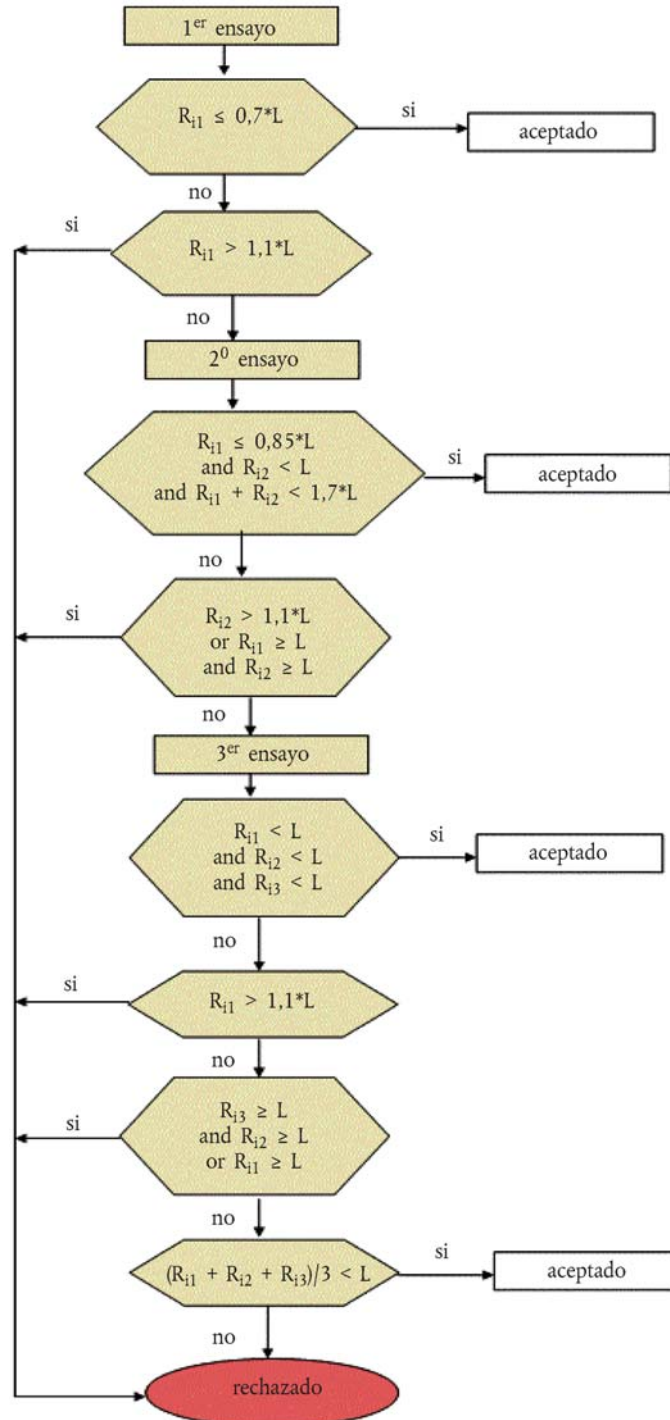 1er ensayo
Ri1 ≤ 0,7*L
si
aceptado
no
si
Ri1 > 1,1*L
no
20 ensayo
Ri1 ≤ 0,85*L
and Ri2 < L
and Ri1 + Ri2 < 1,7*L
si
aceptado
no
si
Ri2 > 1,1*L
or Ri1 ≥ L
and Ri2 ≥ L
no
3er ensayo
Ri1 < L
and Ri2 < L
and Ri3 < L
si
aceptado
no
si
Ri1 > 1,1*L
no
si
Ri3 ≥ L
and Ri2 ≥ L
or Ri1 ≥ L
no
(Ri1 + Ri2 + Ri3)/3 < L
si
aceptado
no
rechazado